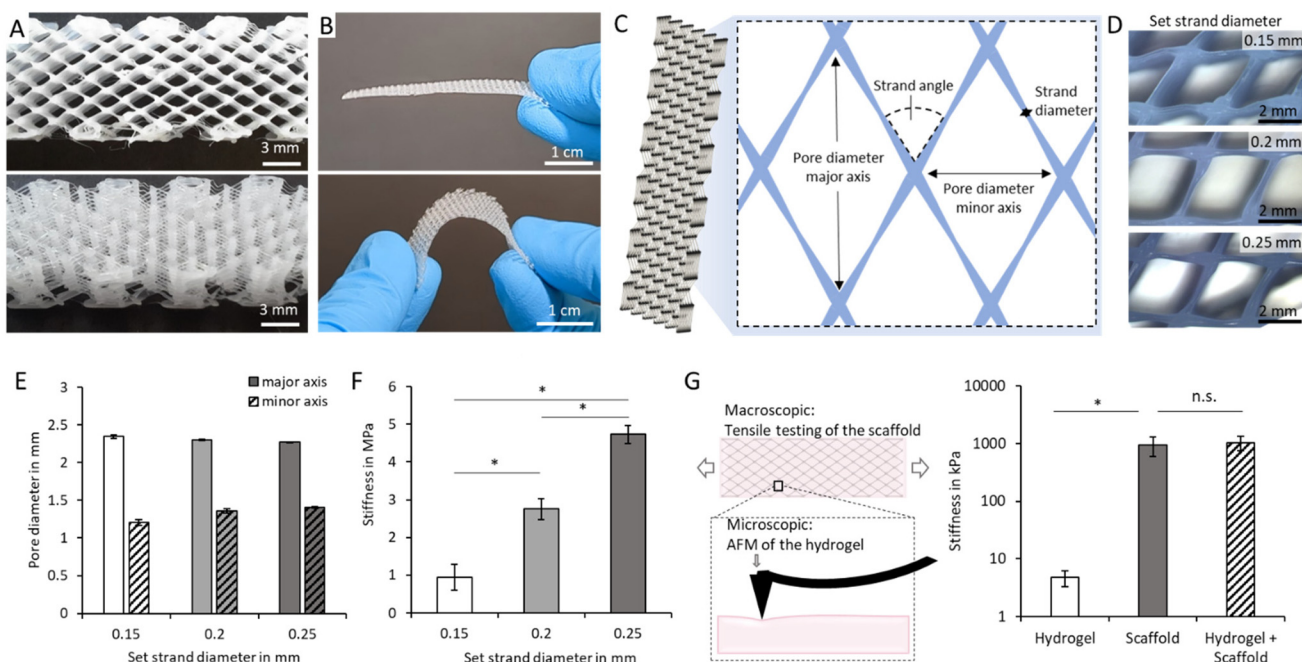 A
3 mm
3 mm
B
1 cm
1 cm
C
Strand angle
Strand
diameter
Pore diameter
major axis
Pore diameter
minor axis
D
Set strand diameter
0.15 mm
2 mm
0.2 mm
2 mm
0.25 mm
2 mm
E
major axis
minor axis
Pore diameter in mm
3
2.5
2
1.5
1
0.5
0
0.15
0.2
0.25
Set strand diameter in mm
F
Stiffness in MPa
6
5
4
3
2
1
0
*
*
*
0.15
0.2
0.25
Set strand diameter in mm
G
Macroscopic:
Tensile testing of the scaffold
Microscopic:
AFM of the hydrogel
Stiffness in kPa
10000
1000
100
10
1
*
n.s.
Hydrogel
Scaffold
Hydrogel +
Scaffold